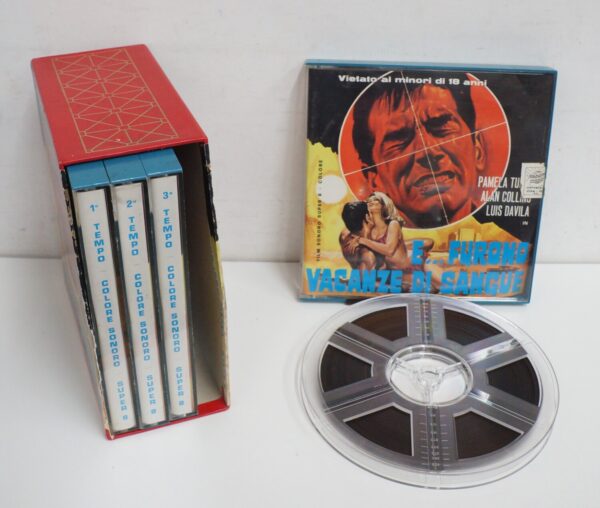 1° TEMPO COLORE SONORO SUPER 8
2° TEMPO COLORE SONORO SUPER 8
3° TEMPO COLORE SONORO SUPER 8
Vietato ai minori di 18 anni
FILM SONORO SUPER 8 - COLORE
PAMELA
ALAN COLLINS
LUIS DAVILA
IN
E.. FURONO
VACANZE DI SANGUE